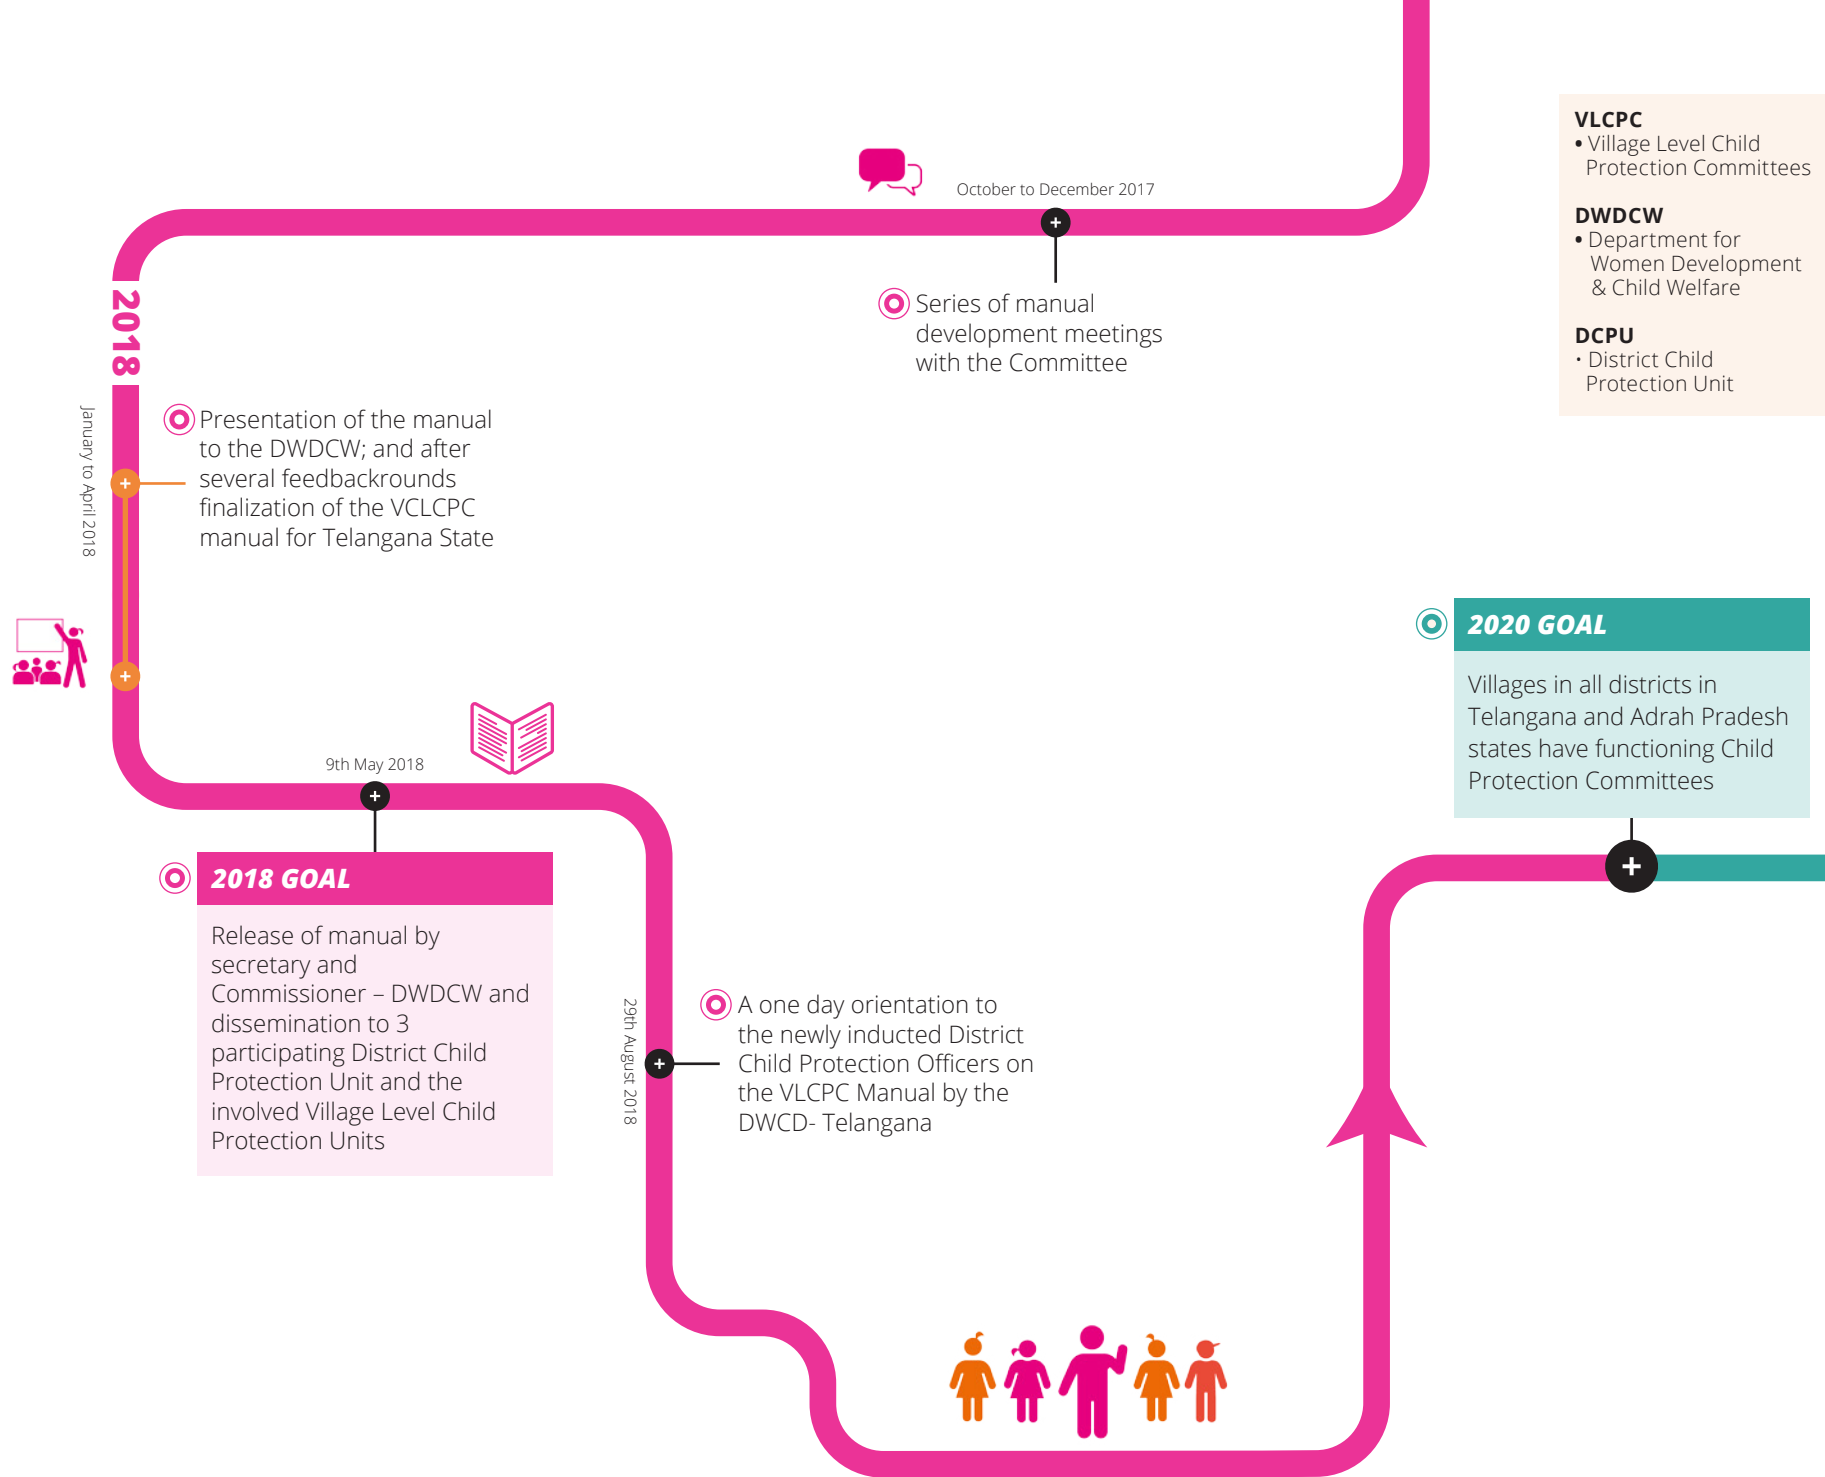 VLCPC
• Village Level Child
Protection Committees
DWDCW
• Department for
Women Development
& Child Welfare
DCPU
• District Child
Protection Unit
October to December 2017
Series of manual
development meetings
with the Committee
2018
January to April 2018
Presentation of the manual
to the DWDCW; and after
several feedbackrounds
finalization of the VCLCPC
manual for Telangana State
9th May 2018
2018 GOAL
Release of manual by
secretary and
Commissioner – DWDCW and
dissemination to 3
participating District Child
Protection Unit and the
involved Village Level Child
Protection Units
29th August 2018
A one day orientation to
the newly inducted District
Child Protection Officers on
the VLCPC Manual by the
DWCD- Telangana
2020 GOAL
Villages in all districts in
Telangana and Adrah Pradesh
states have functioning Child
Protection Committees